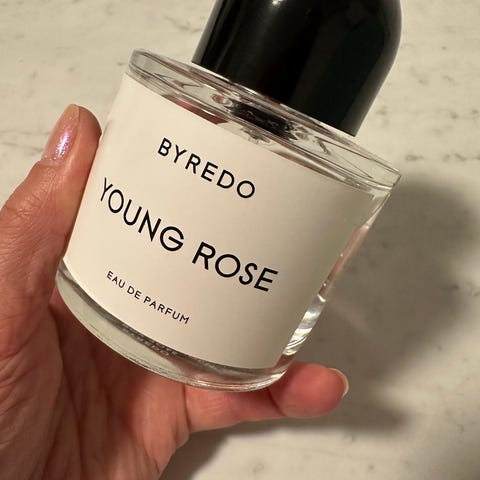 BYREDO
YOUNG ROSE
EAU DE PARFUM